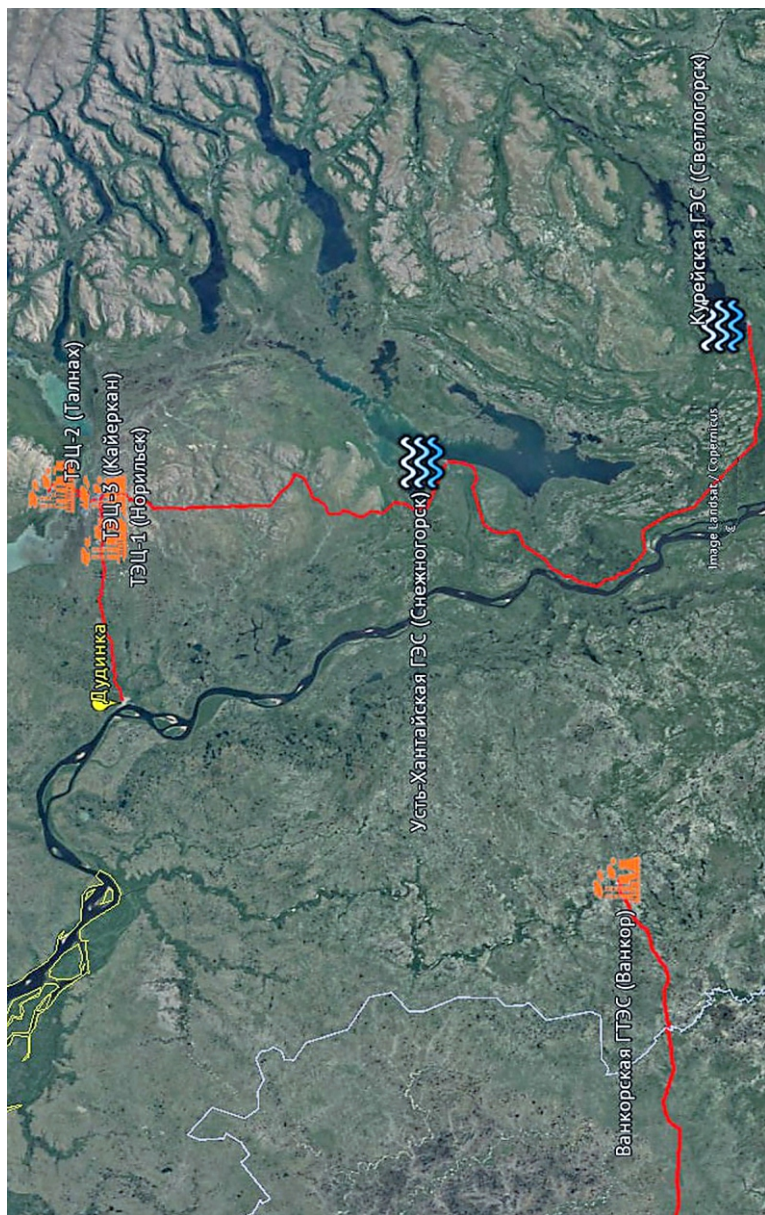 ТЭЦ-2 (Талнах)
Дудинка
ТЭЦ-3 (Кайеркан)
ТЭЦ-1 (Норильск)
Усть-Хантайская ГЭС (Снежногорск)
Ванкорская ГТЭС (Ванкор)
Курейская ГЭС (Светлогорск)
Image Landsat / Copernicus